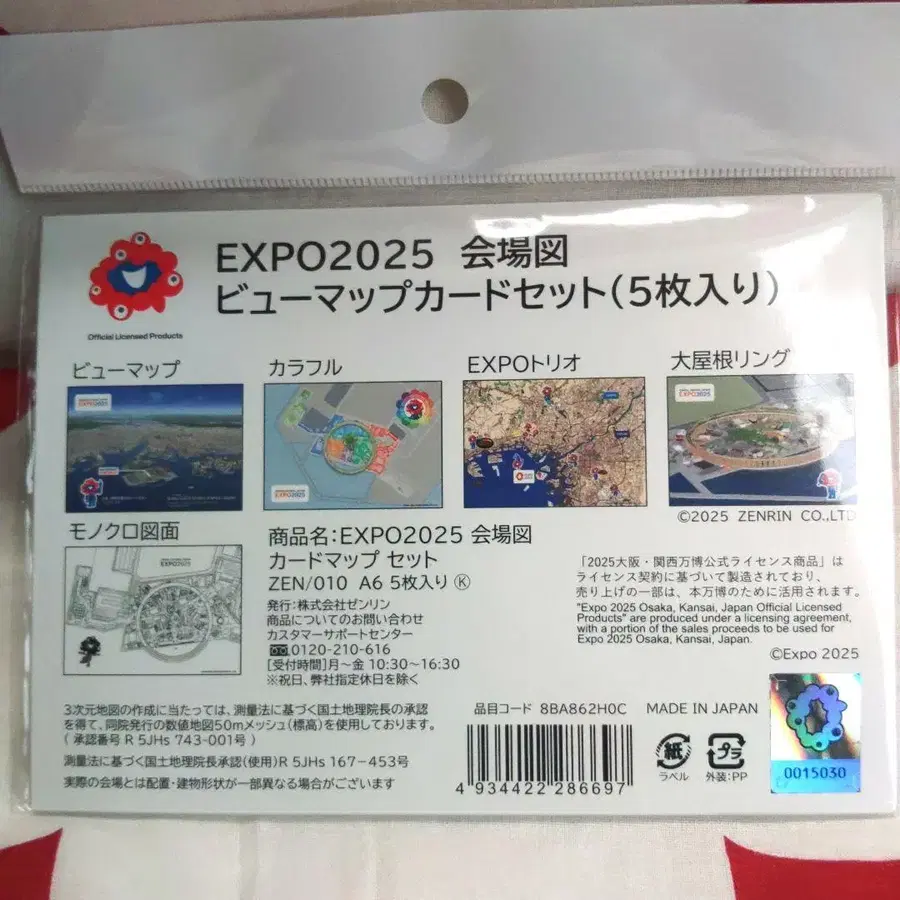 EXPO2025 会場図
ビューマップカードセット(5枚入り)
Official Licensed Products
ビューマップ
カラフル
EXPOトリオ
大屋根リング
EXPO2025
EXPO2025
EXPO2025
©2025 ZENRIN CO.,LTD
モノクロ図面
EXPO2025
商品名:EXPO2025 会場図
カードマップ セット
ZEN/010 A6 5枚入り Ⓚ
発行:株式会社ゼンリン
商品についてのお問い合わせ
カスタマーサポートセンター
0120-210-616
[受付時間]月〜金 10:30〜16:30
※祝日、弊社指定休日を除く
「2025大阪・関西万博公式ライセンス商品」は
ライセンス契約に基づいて製造されており、
売り上げの一部は、本万博のために活用されます。
"Expo 2025 Osaka, Kansai, Japan Official Licensed
Products" are produced under a licensing agreement,
with a portion of the sales proceeds to be used for
Expo 2025 Osaka, Kansai, Japan.
©Expo 2025
3次元地図の作成に当たっては、測量法に基づく国土地理院長の承認
を得て、同院発行の数値地図50mメッシュ(標高)を使用しております。
( 承認番号 R 5JHs 743-001号 )
測量法に基づく国土地理院長承認(使用)R 5JHs 167-453号
実際の会場とは配置・建物形状が一部異なる場合がございます
品目コード 8BA862H0C MADE IN JAPAN
4 934422 286697
紙
ラベル
プラ
外装:PP
0015030